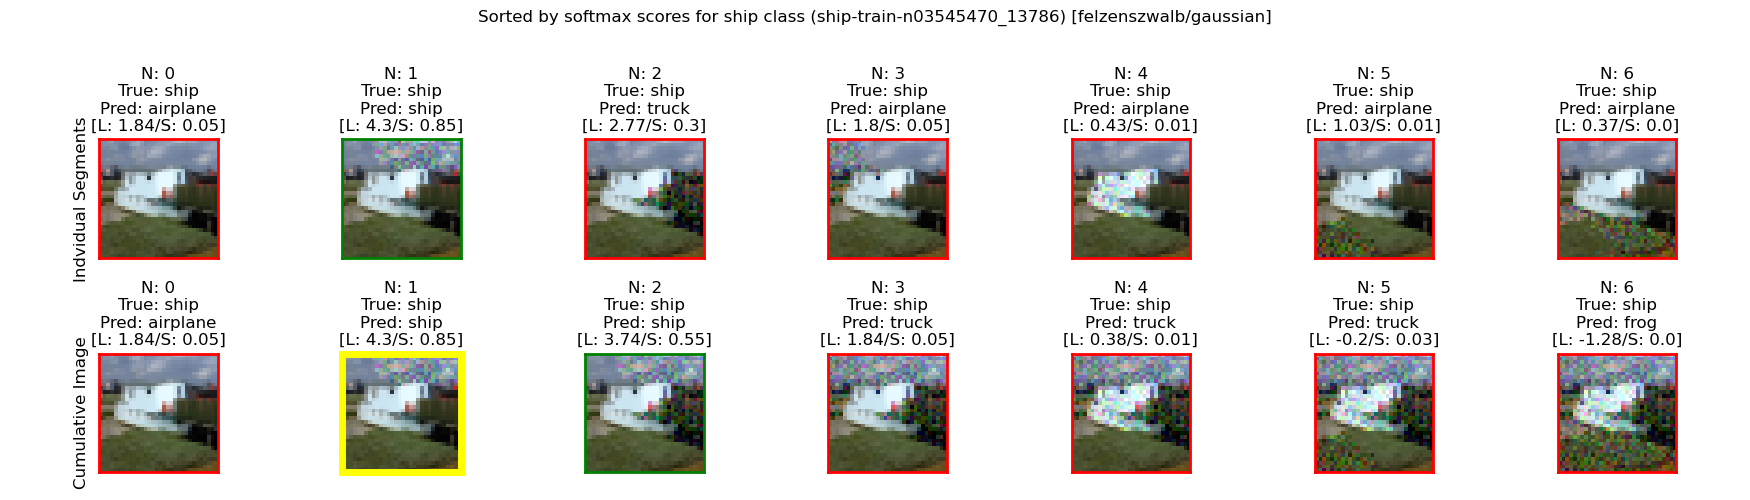 Sorted by softmax scores for ship class (ship-train-n03545470_13786) [felzenszwalb/gaussian]
Indvidual Segments
N: 0
True: ship
Pred: airplane
[L: 1.84/S: 0.05]
N: 1
True: ship
Pred: ship
[L: 4.3/S: 0.85]
N: 2
True: ship
Pred: truck
[L: 2.77/S: 0.3]
N: 3
True: ship
Pred: airplane
[L: 1.8/S: 0.05]
N: 4
True: ship
Pred: airplane
[L: 0.43/S: 0.01]
N: 5
True: ship
Pred: airplane
[L: 1.03/S: 0.01]
N: 6
True: ship
Pred: airplane
[L: 0.37/S: 0.0]
Cumulative Image
N: 0
True: ship
Pred: airplane
[L: 1.84/S: 0.05]
N: 1
True: ship
Pred: ship
[L: 4.3/S: 0.85]
N: 2
True: ship
Pred: ship
[L: 3.74/S: 0.55]
N: 3
True: ship
Pred: truck
[L: 1.84/S: 0.05]
N: 4
True: ship
Pred: truck
[L: 0.38/S: 0.01]
N: 5
True: ship
Pred: truck
[L: -0.2/S: 0.03]
N: 6
True: ship
Pred: frog
[L: -1.28/S: 0.0]